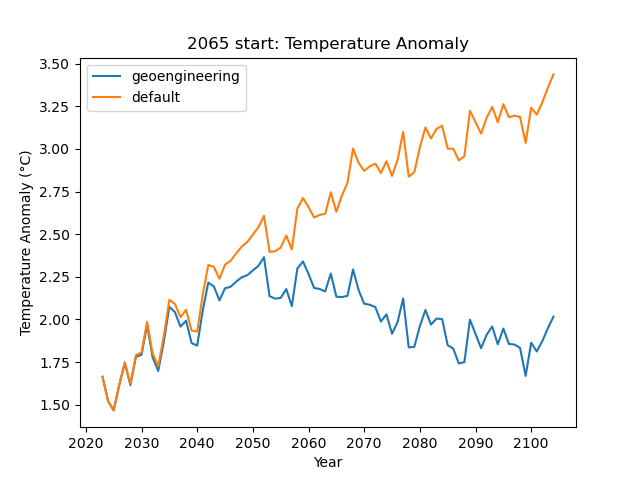 2065 start: Temperature Anomaly
geoengineering
default
Temperature Anomaly (°C)
3.50
3.25
3.00
2.75
2.50
2.25
2.00
1.75
1.50
2020 2030 2040 2050 2060 2070 2080 2090 2100
Year